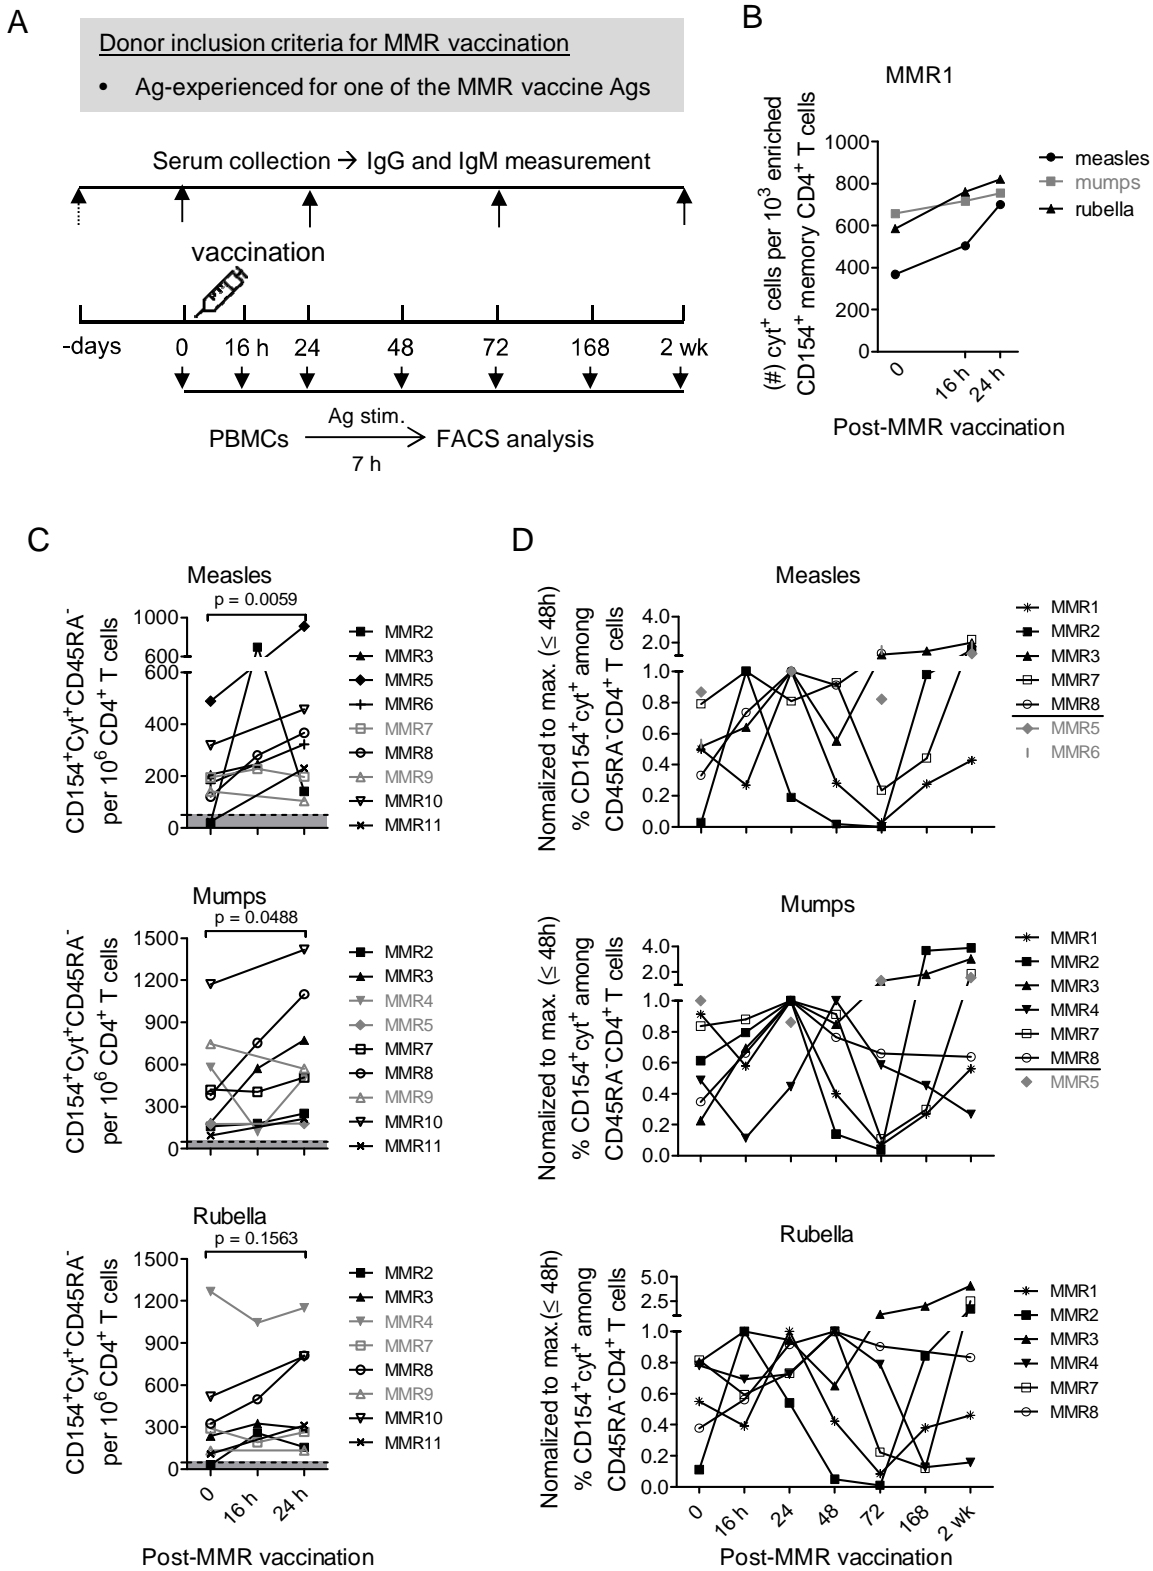 A
Donor inclusion criteria for MMR vaccination
• Ag-experienced for one of the MMR vaccine Ags
Serum collection → IgG and IgM measurement
vaccination
-days 0 16 h 24 48 72 168 2 wk
Ag stim.
PBMCs FACS analysis
7 h
B
MMR1
(#) cyt⁺ cells per 10³ enriched
CD154⁺ memory CD4⁺ T cells
1000
800
600
400
200
0
0 16 h 24 h
Post-MMR vaccination
measles
mumps
rubella
C
Measles
p = 0.0059
CD154⁺Cyt⁺CD45RA⁻
per 10⁶ CD4⁺ T cells
1000
600
600
400
200
0
MMR2
MMR3
MMR5
MMR6
MMR7
MMR8
MMR9
MMR10
MMR11
Mumps
p = 0.0488
CD154⁺Cyt⁺CD45RA⁻
per 10⁶ CD4⁺ T cells
1500
1200
900
600
300
0
MMR2
MMR3
MMR4
MMR5
MMR7
MMR8
MMR9
MMR10
MMR11
Rubella
p = 0.1563
CD154⁺Cyt⁺CD45RA⁻
per 10⁶ CD4⁺ T cells
1500
1200
900
600
300
0
0 16 h 24 h
Post-MMR vaccination
MMR2
MMR3
MMR4
MMR7
MMR8
MMR9
MMR10
MMR11
D
Measles
Nomalized to max. (≤ 48h)
% CD154⁺cyt⁺ among
CD45RA⁻CD4⁺ T cells
4.0
2.0
1.0
0.8
0.6
0.4
0.2
0.0
MMR1
MMR2
MMR3
MMR7
MMR8
MMR5
MMR6
Mumps
Nomalized to max. (≤ 48h)
% CD154⁺cyt⁺ among
CD45RA⁻CD4⁺ T cells
4.0
2.0
1.0
0.8
0.6
0.4
0.2
0.0
MMR1
MMR2
MMR3
MMR4
MMR7
MMR8
MMR5
Rubella
Nomalized to max.(≤ 48h)
% CD154⁺cyt⁺ among
CD45RA⁻CD4⁺ T cells
5.0
2.5
1.0
0.8
0.6
0.4
0.2
0.0
0 16 h 24 48 72 168 2 wk
Post-MMR vaccination
MMR1
MMR2
MMR3
MMR4
MMR7
MMR8